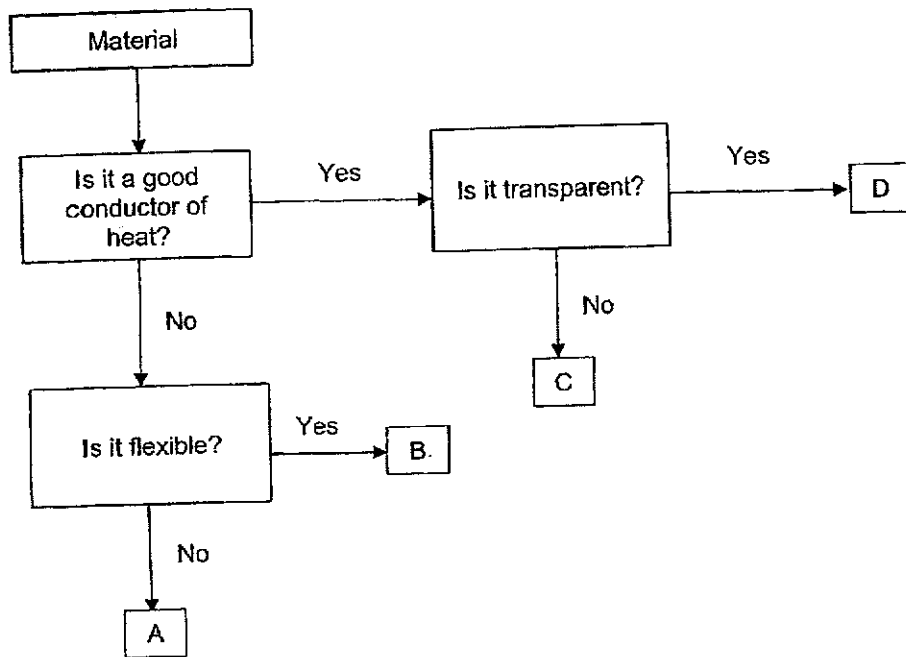 Material
Is it a good
conductor of
heat?
Yes
Is it transparent?
Yes
D
No
No
C
Is it flexible?
Yes
B.
No
A